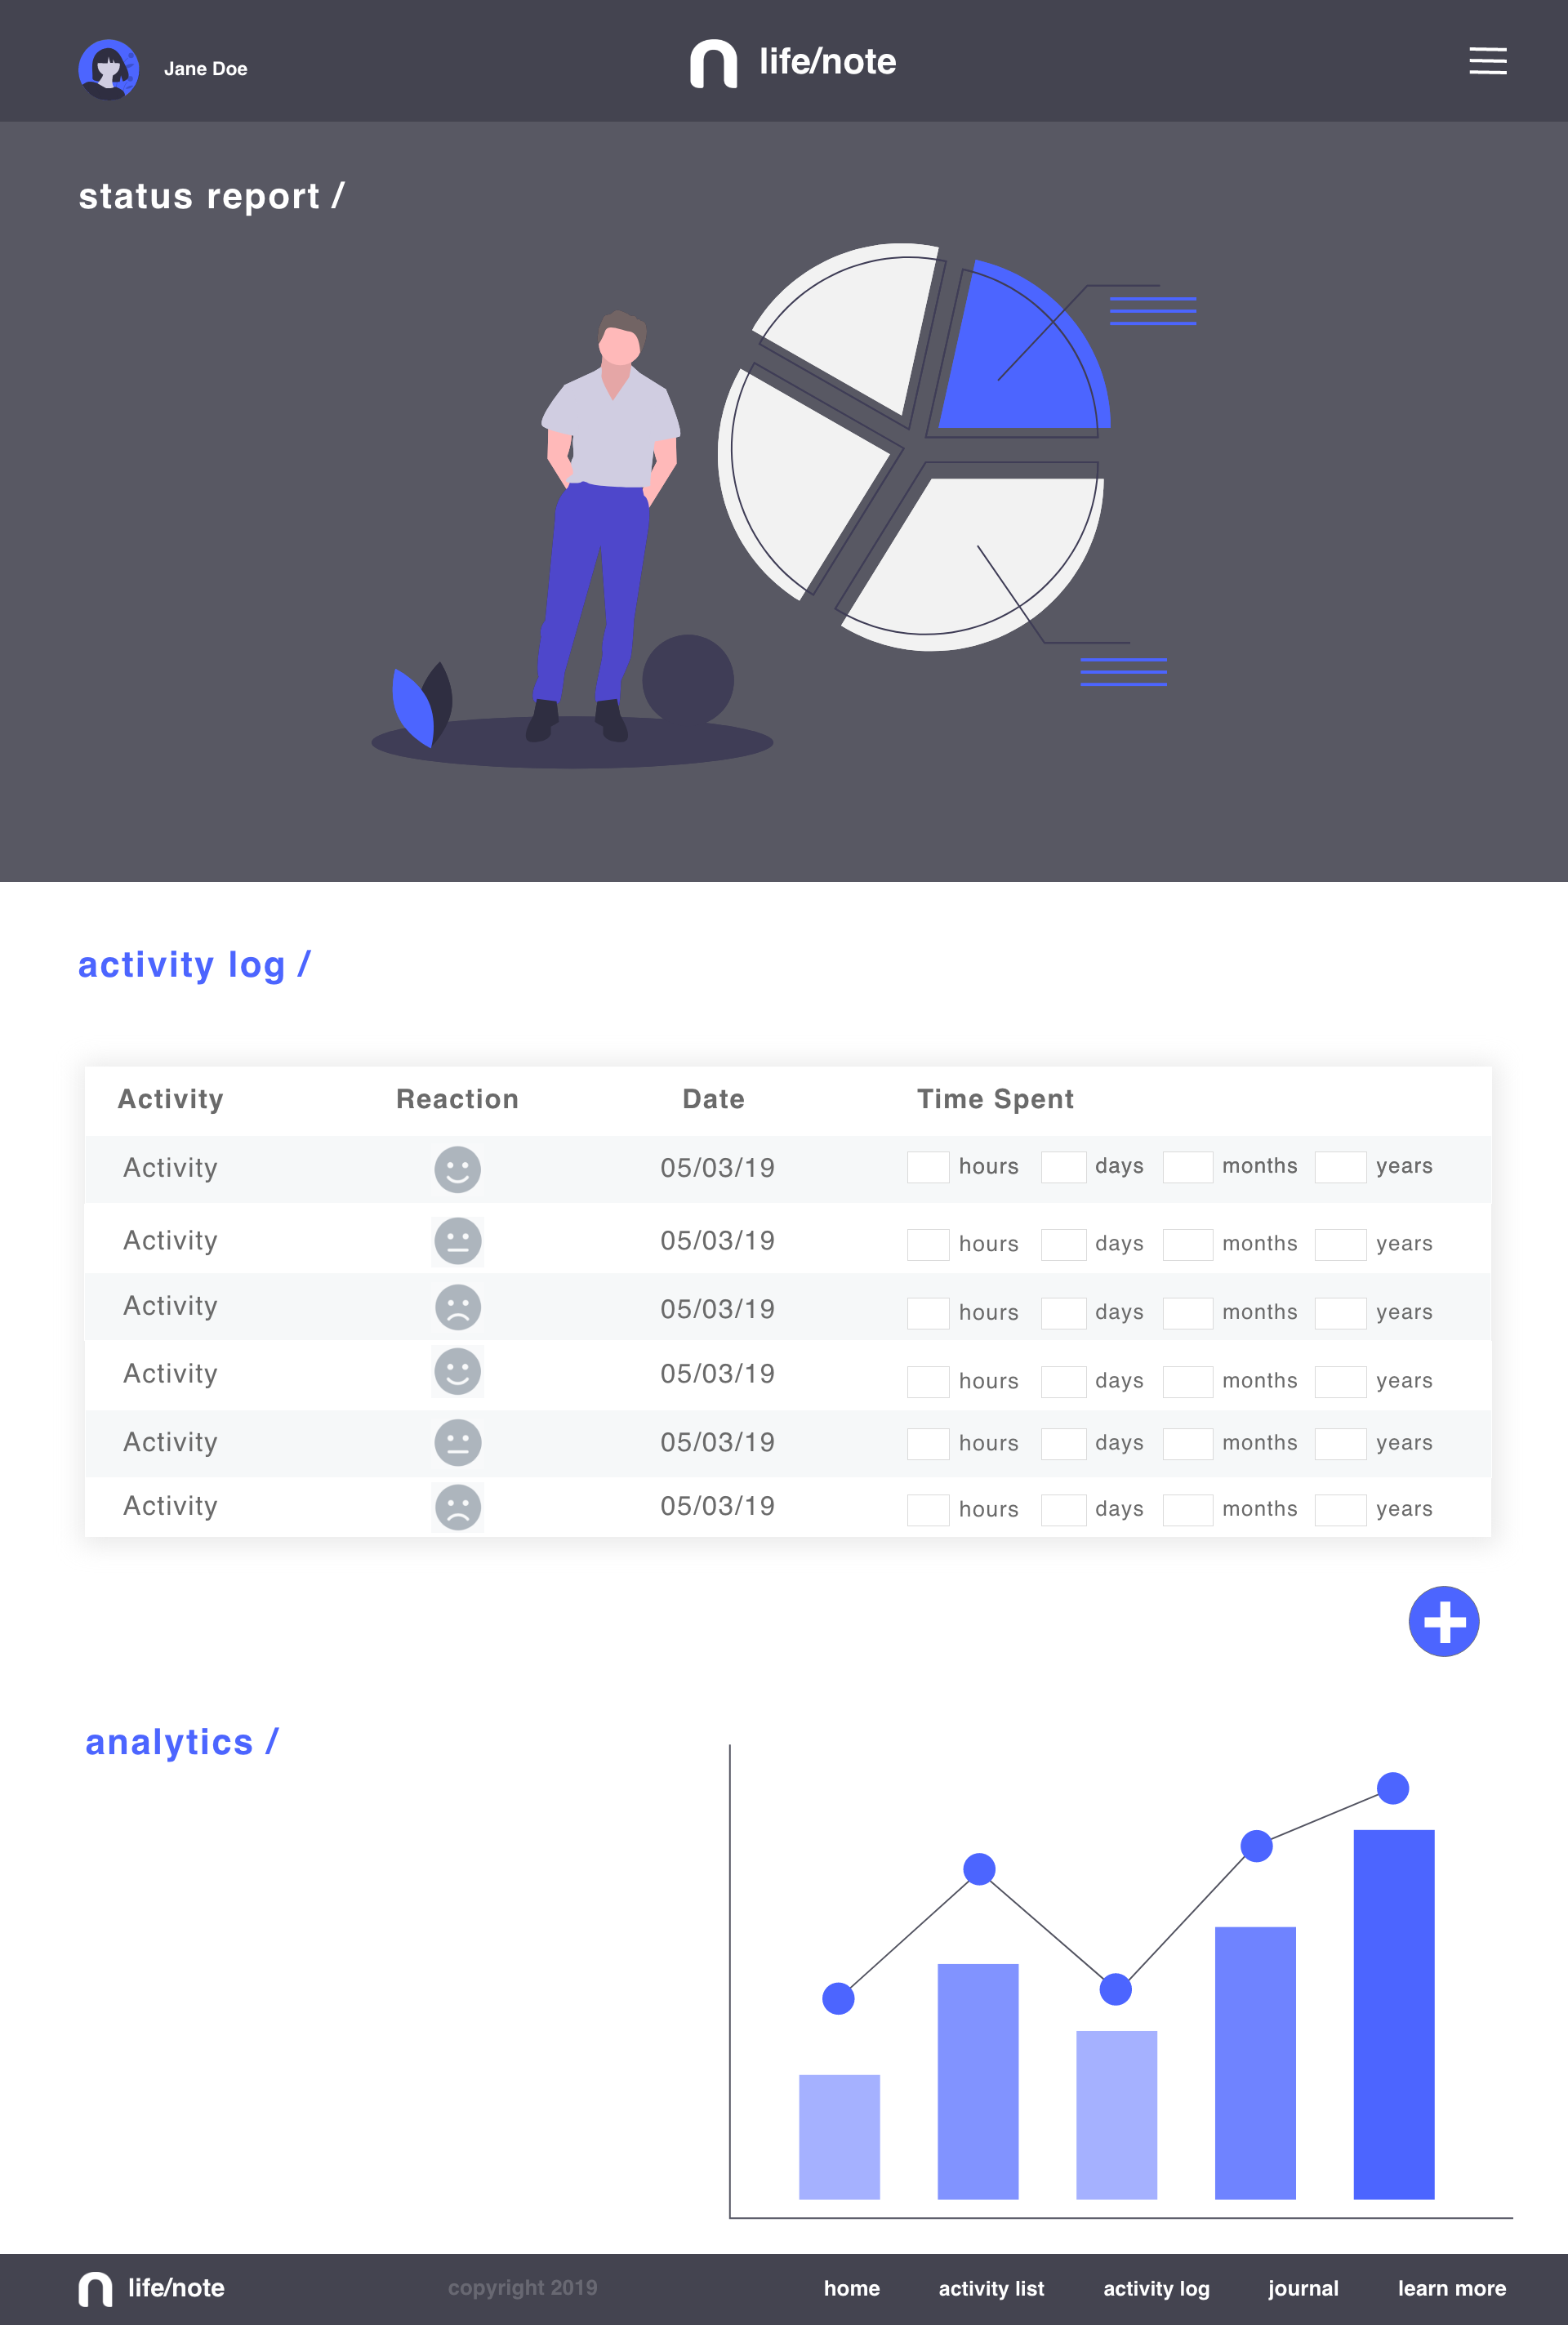 Jane Doe
life/note
status report /
activity log /
Activity Reaction Date Time Spent
Activity 05/03/19 hours days months years
Activity 05/03/19 hours days months years
Activity 05/03/19 hours days months years
Activity 05/03/19 hours days months years
Activity 05/03/19 hours days months years
Activity 05/03/19 hours days months years
analytics /
life/note copyright 2019 home activity list activity log journal learn more